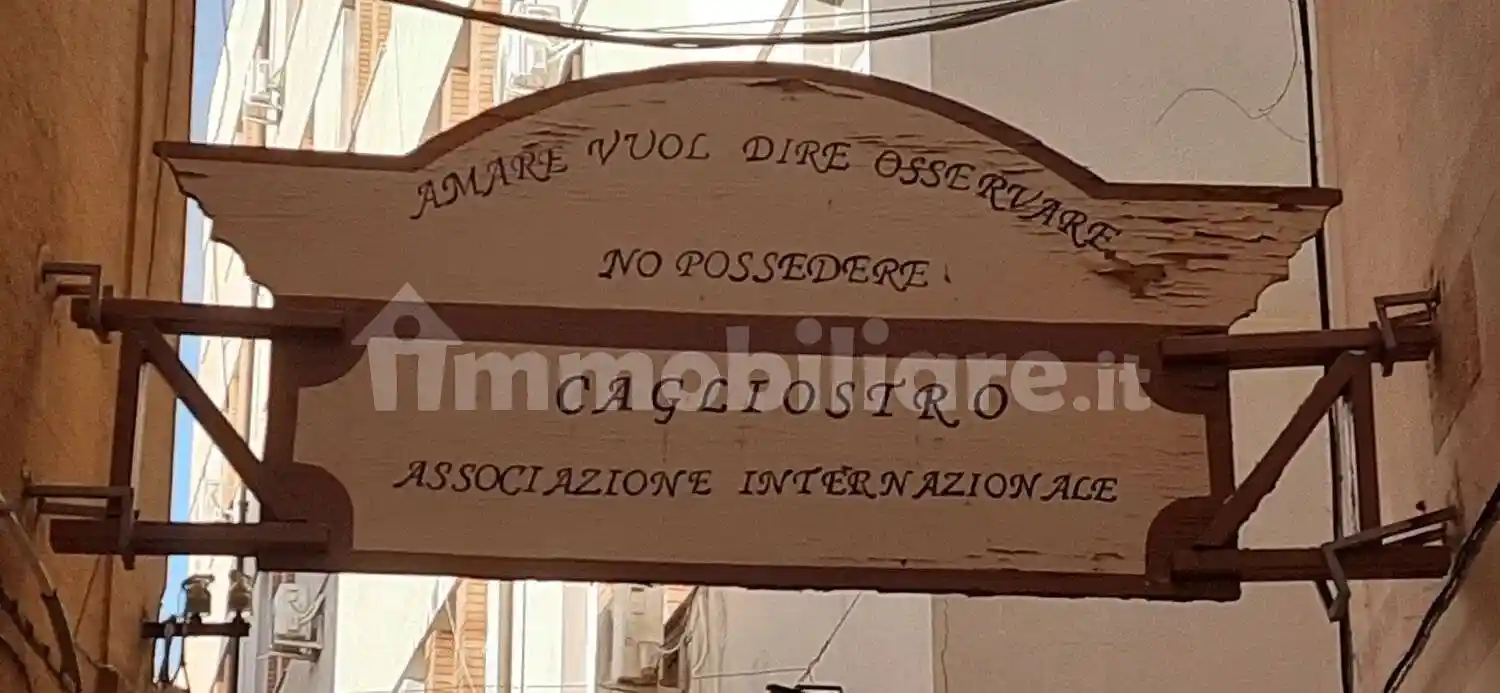 AMARE VUOL DIRE OSSERVARE
NO POSSEDERE.
immobiliare.it
CAGLIOSTRO
ASSOCIAZIONE INTERNAZIONALE